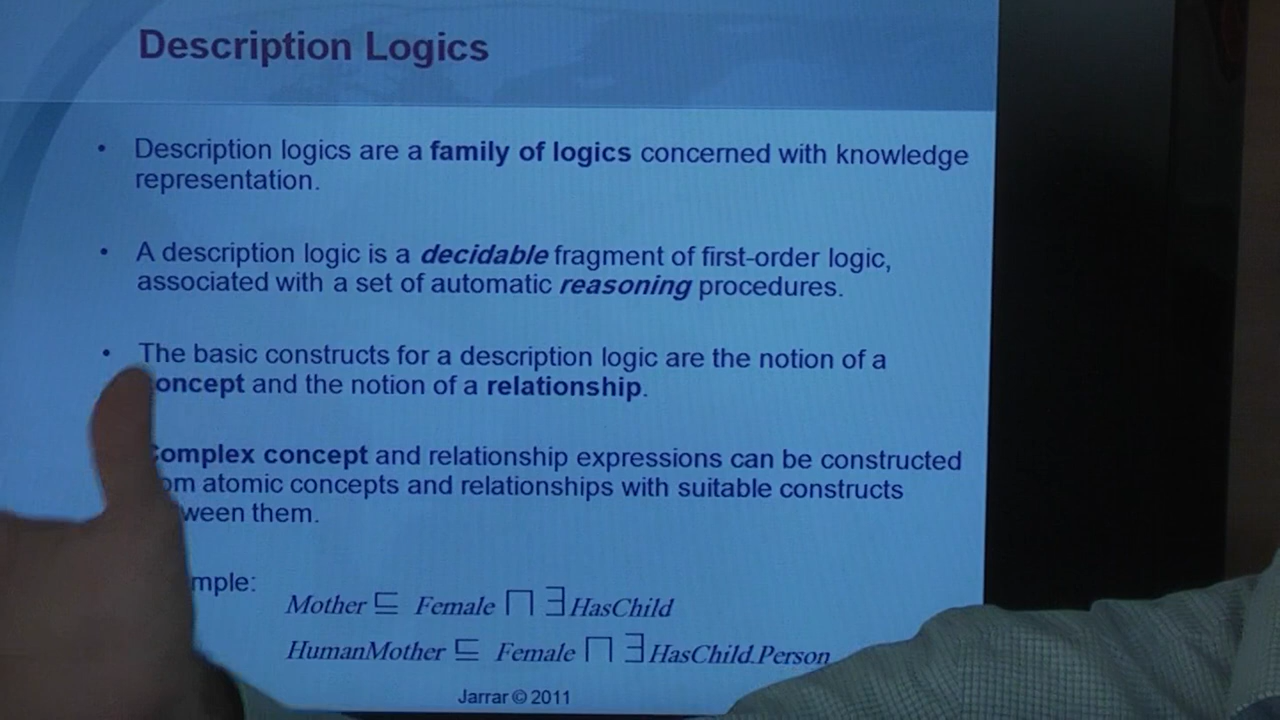 Description Logics
• Description logics are a family of logics concerned with knowledge
representation.
• A description logic is a decidable fragment of first-order logic,
associated with a set of automatic reasoning procedures.
• The basic constructs for a description logic are the notion of a
oncept and the notion of a relationship.
omplex concept and relationship expressions can be constructed
om atomic concepts and relationships with suitable constructs
ween them.
mple:
Mother ⊑ Female ⊓ ∃HasChild
HumanMother ⊑ Female ⊓ ∃HasChild.Person
Jarrar © 2011